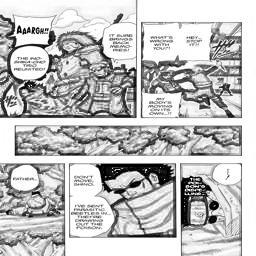 AAARGH!!
IT SURE
BRINGS
BACK
MEMO-
RIES!
THE INO-
SHIKA-CHO
TRIO
REUNITED!
HEY...
STOP
IT!!
WHAT'S
WRONG
WITH
YOU?!
MY
BODY'S
MOVING
ON ITS
OWN...!!
FATHER...
DON'T
MOVE,
SHINO.
I'VE SENT
PARASITIC
BEETLES IN...
THEY'RE
DRAWING
OUT THE
POISON.